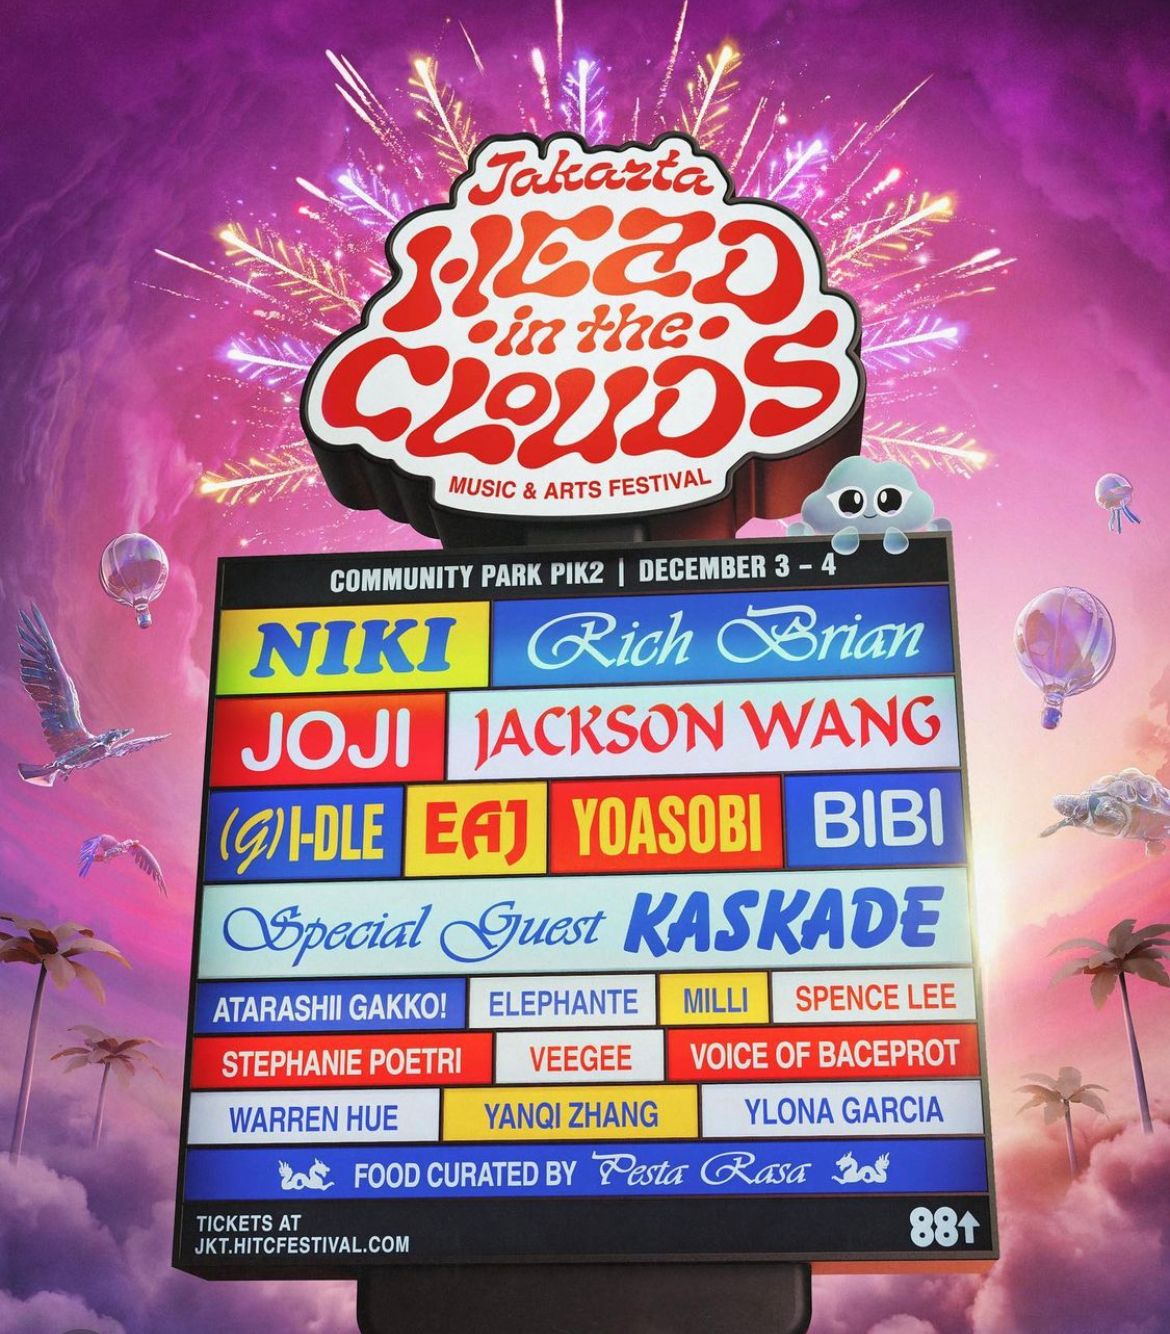 Jakarta
HEAD
in the
CLOUDS
MUSIC & ARTS FESTIVAL
COMMUNITY PARK PIK2 | DECEMBER 3 – 4
NIKI Rich Brian
JOJI JACKSON WANG
(G)I-DLE EAJ YOASOBI BIBI
Special Guest KASKADE
ATARASHII GAKKO! ELEPHANTE MILLI SPENCE LEE
STEPHANIE POETRI VEEGEE VOICE OF BACEPROT
WARREN HUE YANQI ZHANG YLONA GARCIA
FOOD CURATED BY Pesta Rasa
TICKETS AT
JKT.HITCFESTIVAL.COM
88↑